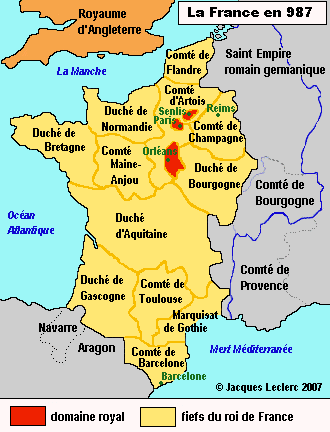 La France en 987
Royaume
d'Angleterre
Comté de
Flandre
Saint Empire
romain germanique
La Manche
Comté
d'Artois
Senlis
Reims
Paris
Duché de
Normandie
Comté de
Champagne
Duché de
Bretagne
Comté
Maine-
Anjou
Orléans
Duché de
Bourgogne
Comté de
Bourgogne
Océan
Atlantique
Duché
d'Aquitaine
Comté de
Provence
Duché de
Gascogne
Comté de
Toulouse
Marquisat
de Gothie
Navarre
Aragon
Mert Méditerranée
Comté de
Barcelone
Barcelone
© Jacques Leclerc 2007
domaine royal
fiefs du roi de France